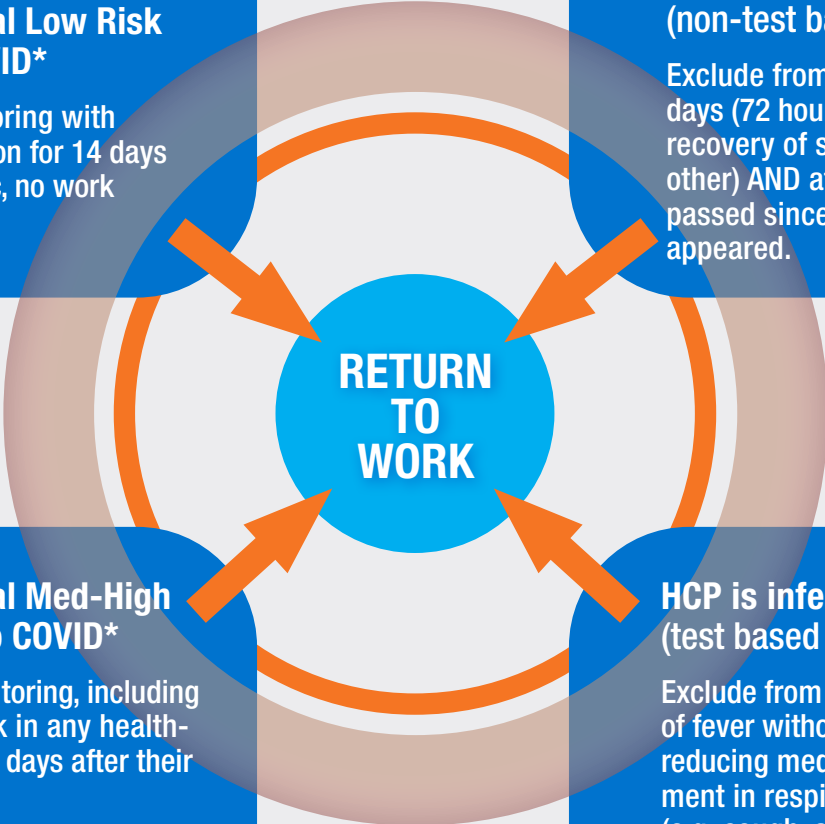 al Low Risk
ID*
oring with
on for 14 days
, no work
(non-test ba
Exclude from
days (72 hou
recovery of s
other) AND a
passed since
appeared.
RETURN
TO
WORK
al Med-High
COVID*
toring, including
k in any health-
days after their
HCP is infe
(test based
Exclude from
of fever witho
reducing med
ment in respi